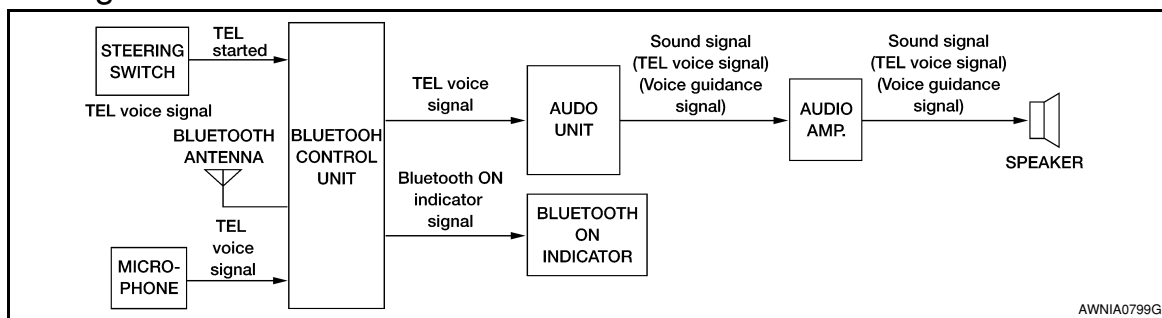 STEERING
SWITCH
TEL
started
TEL voice signal
BLUETOOTH
ANTENNA
MICRO-
PHONE
TEL
voice
signal
BLUETOOH
CONTROL
UNIT
TEL voice
signal
Bluetooth ON
indicator
signal
AUDO
UNIT
BLUETOOTH
ON
INDICATOR
Sound signal
(TEL voice signal)
(Voice guidance
signal)
AUDIO
AMP.
Sound signal
(TEL voice signal)
(Voice guidance
signal)
SPEAKER
AWNIA0799G